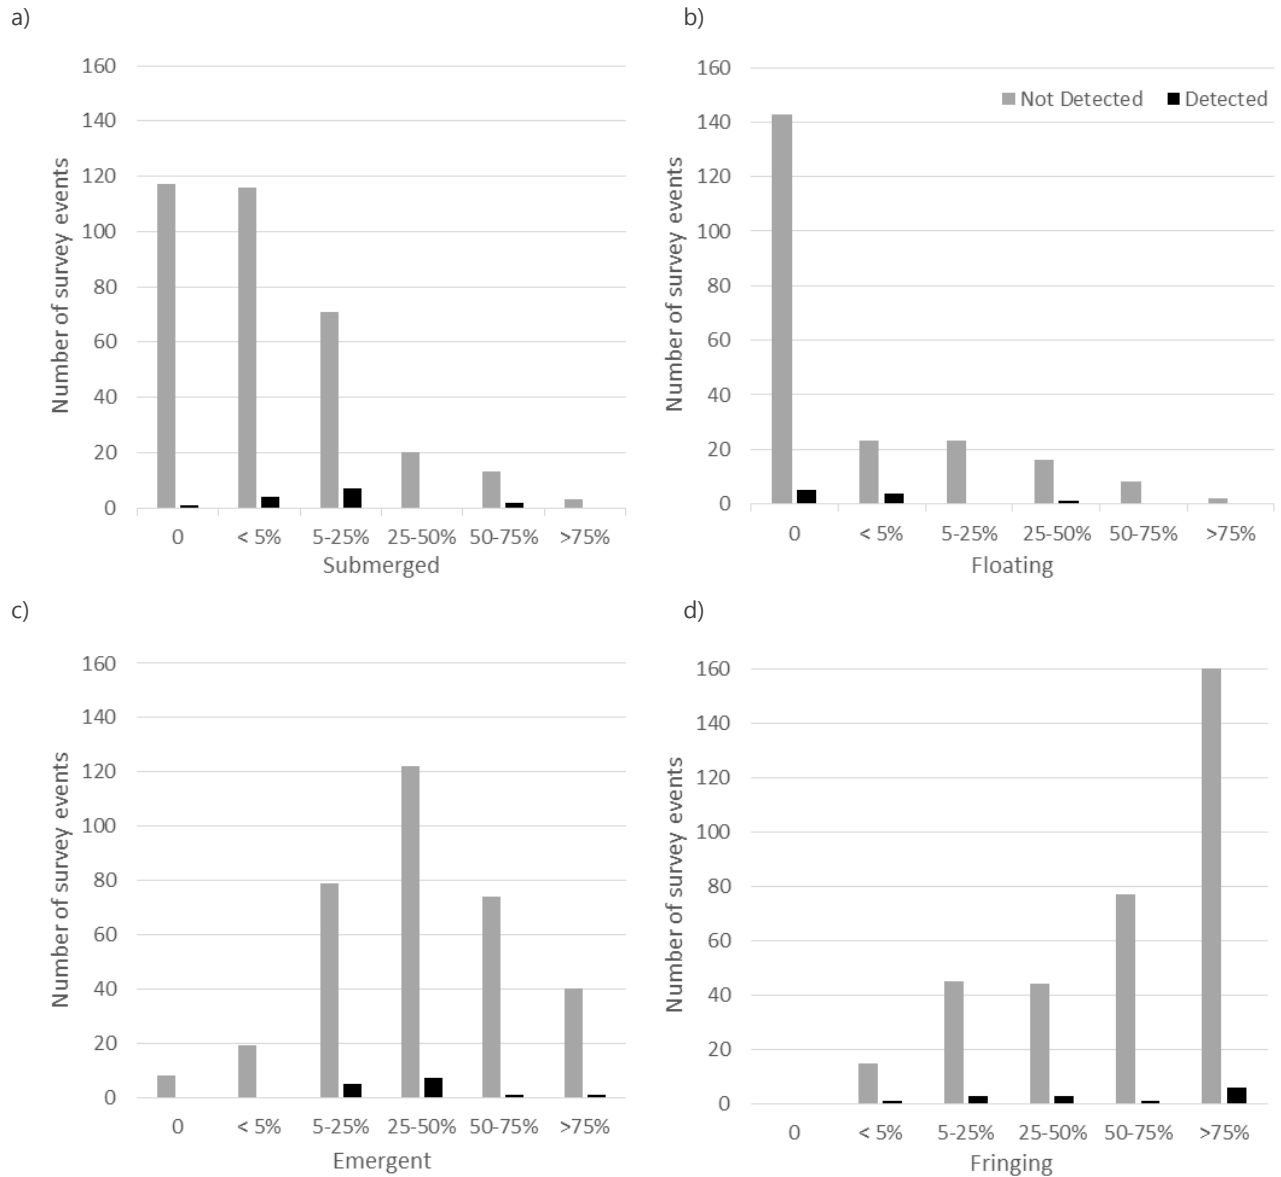 a)
160
140
120
100
80
60
40
20
0
Number of survey events
0 < 5% 5-25% 25-50% 50-75% >75%
Submerged
b)
160
140
120
100
80
60
40
20
0
Number of survey events
Not Detected Detected
0 < 5% 5-25% 25-50% 50-75% >75%
Floating
c)
160
140
120
100
80
60
40
20
0
Number of survey events
0 < 5% 5-25% 25-50% 50-75% >75%
Emergent
d)
160
140
120
100
80
60
40
20
0
Number of survey events
0 < 5% 5-25% 25-50% 50-75% >75%
Fringing